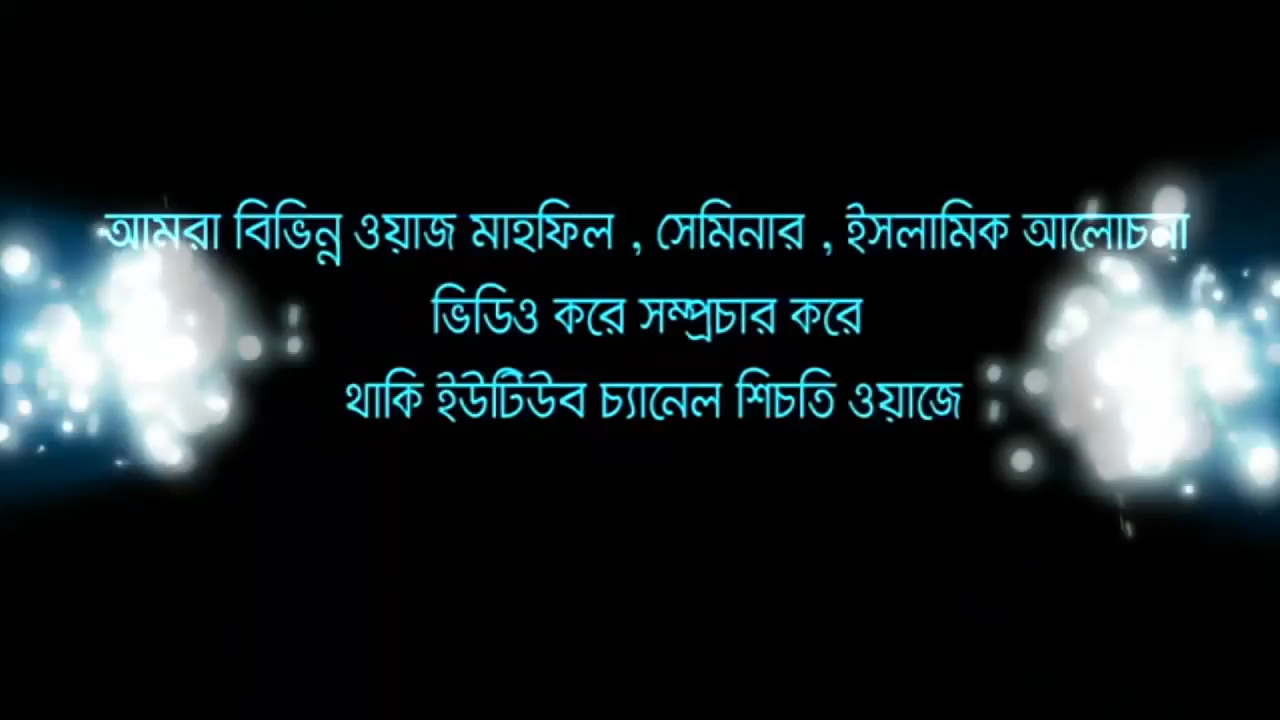 আমরা বিভিন্ন ওয়াজ মাহফিল , সেমিনার , ইসলামিক আলোচনা
ভিডিও করে সম্প্রচার করে
থাকি ইউটিউব চ্যানেল শিচতি ওয়াজে